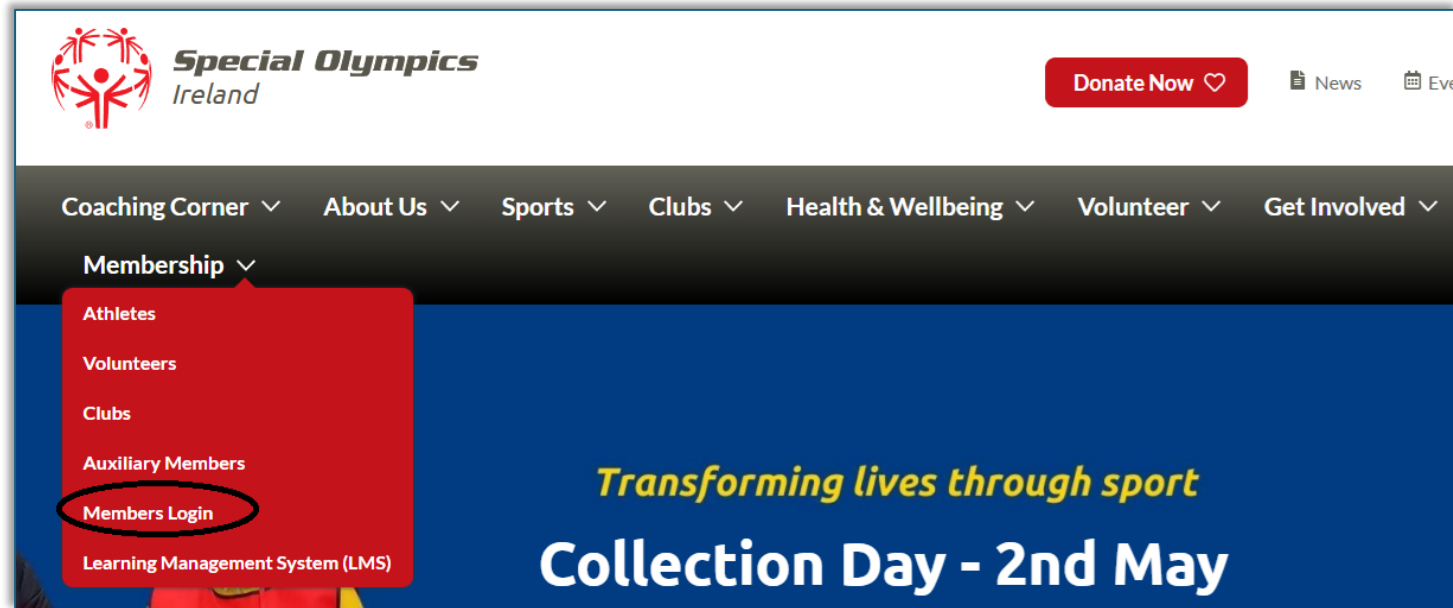 Special Olympics
Ireland
®
Donate Now
News
Eve
Coaching Corner
About Us
Sports
Clubs
Health & Wellbeing
Volunteer
Get Involved
Membership
Athletes
Volunteers
Clubs
Auxiliary Members
Members Login
Learning Management System (LMS)
Transforming lives through sport
Collection Day - 2nd May